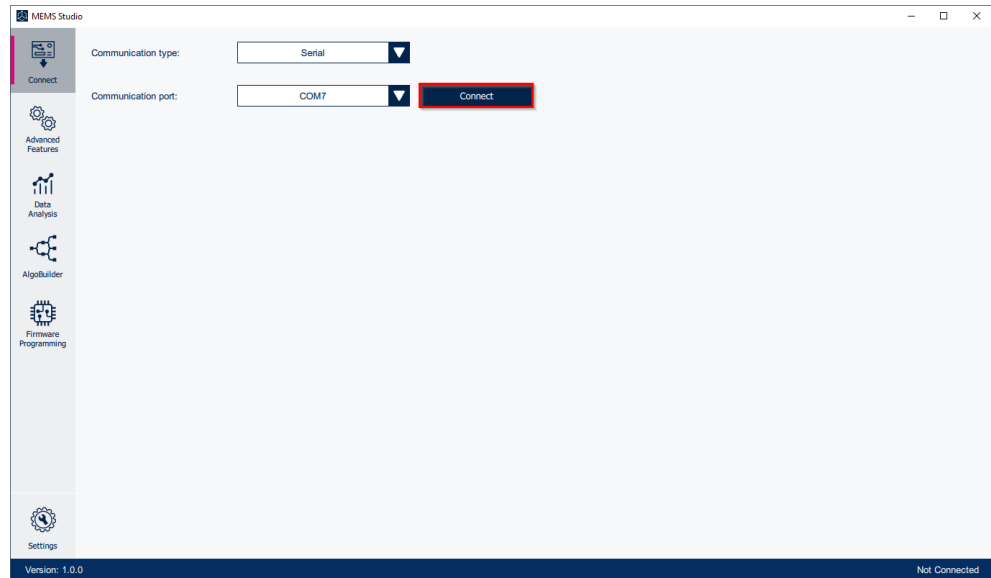 MEMS Studio
Connect
Communication type:
Serial
Communication port:
COM7
Connect
Advanced
Features
Data
Analysis
AlgoBuilder
Firmware
Programming
Settings
Version: 1.0.0
Not Connected